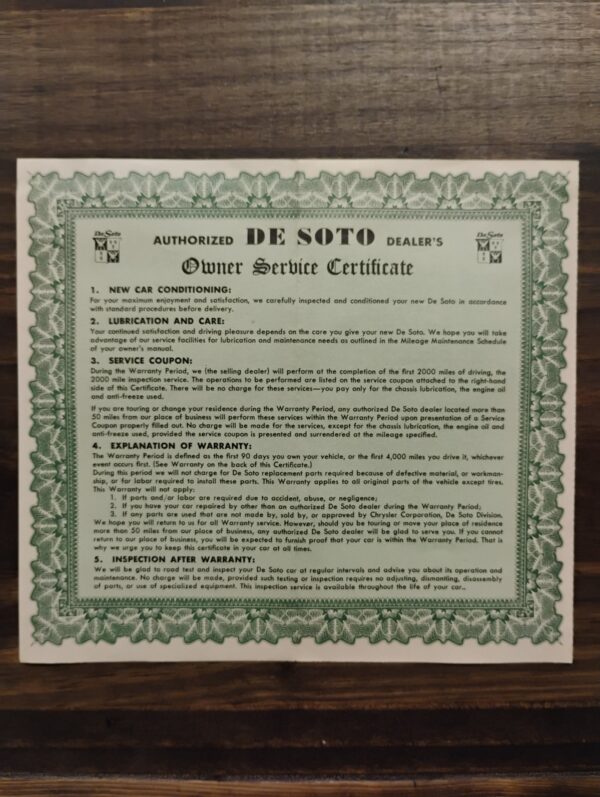 De Soto
De Soto
AUTHORIZED DE SOTO DEALER'S
Owner Service Certificate
1. NEW CAR CONDITIONING:
For your maximum enjoyment and satisfaction, we carefully inspected and conditioned your new De Soto in accordance
with standard procedures before delivery.
2. LUBRICATION AND CARE:
Your continued satisfaction and driving pleasure depends on the care you give your new De Soto. We hope you will take
advantage of our service facilities for lubrication and maintenance needs as outlined in the Mileage Maintenance Schedule
of your owner's manual.
3. SERVICE COUPON:
During the Warranty Period, we (the selling dealer) will perform at the completion of the first 2000 miles of driving, the
2000 mile inspection service. The operations to be performed are listed on the service coupon attached to the right-hand
side of this Certificate. There will be no charge for these services—you pay only for the chassis lubrication, the engine oil
and anti-freeze used.
If you are touring or change your residence during the Warranty Period, any authorized De Soto dealer located more than
50 miles from our place of business will perform these services within the Warranty Period upon presentation of a Service
Coupon properly filled out. No charge will be made for the services, except for the chassis lubrication, the engine oil and
anti-freeze used, provided the service coupon is presented and surrendered at the mileage specified.
4. EXPLANATION OF WARRANTY:
The Warranty Period is defined as the first 90 days you own your vehicle, or the first 4,000 miles you drive it, whichever
event occurs first. (See Warranty on the back of this Certificate.)
During this period we will not charge for De Soto replacement parts required because of defective material, or workman-
ship, or for labor required to install these parts. This Warranty applies to all original parts of the vehicle except tires.
This Warranty will not apply:
1. If parts and/or labor are required due to accident, abuse, or negligence;
2. If you have your car repaired by other than an authorized De Soto dealer during the Warranty Period;
3. If any parts are used that are not made by, sold by, or approved by Chrysler Corporation, De Soto Division.
We hope you will return to us for all Warranty service. However, should you be touring or move your place of residence
more than 50 miles from our place of business, any authorized De Soto dealer will be glad to serve you. If you cannot
return to our place of business, you will be expected to furnish proof that your car is within the Warranty Period. That is
why we urge you to keep this certificate in your car at all times.
5. INSPECTION AFTER WARRANTY:
We will be glad to road test and inspect your De Soto car at regular intervals and advise you about its operation and
maintenance. No charge will be made, provided such testing or inspection requires no adjusting, dismantling, disassembly
of parts, or use of specialized equipment. This inspection service is available throughout the life of your car..